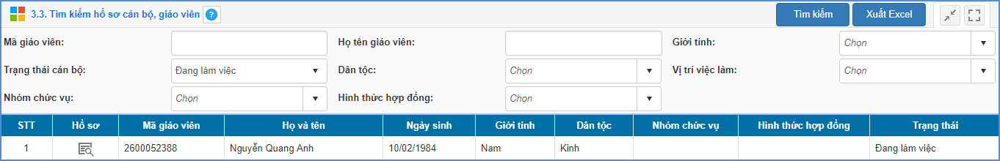 3.3. Tìm kiếm hồ sơ cán bộ, giáo viên ? Tìm kiếm Xuất Excel
Mã giáo viên: Họ tên giáo viên: Giới tính: Chọn
Trạng thái cán bộ: Đang làm việc Dân tộc: Chọn Vị trí việc làm: Chọn
Nhóm chức vụ: Chọn Hình thức hợp đồng: Chọn
STT Hồ sơ Mã giáo viên Họ và tên Ngày sinh Giới tính Dân tộc Nhóm chức vụ Hình thức hợp đồng Trạng thái
1 2600052388 Nguyễn Quang Anh 10/02/1984 Nam Kinh Đang làm việc